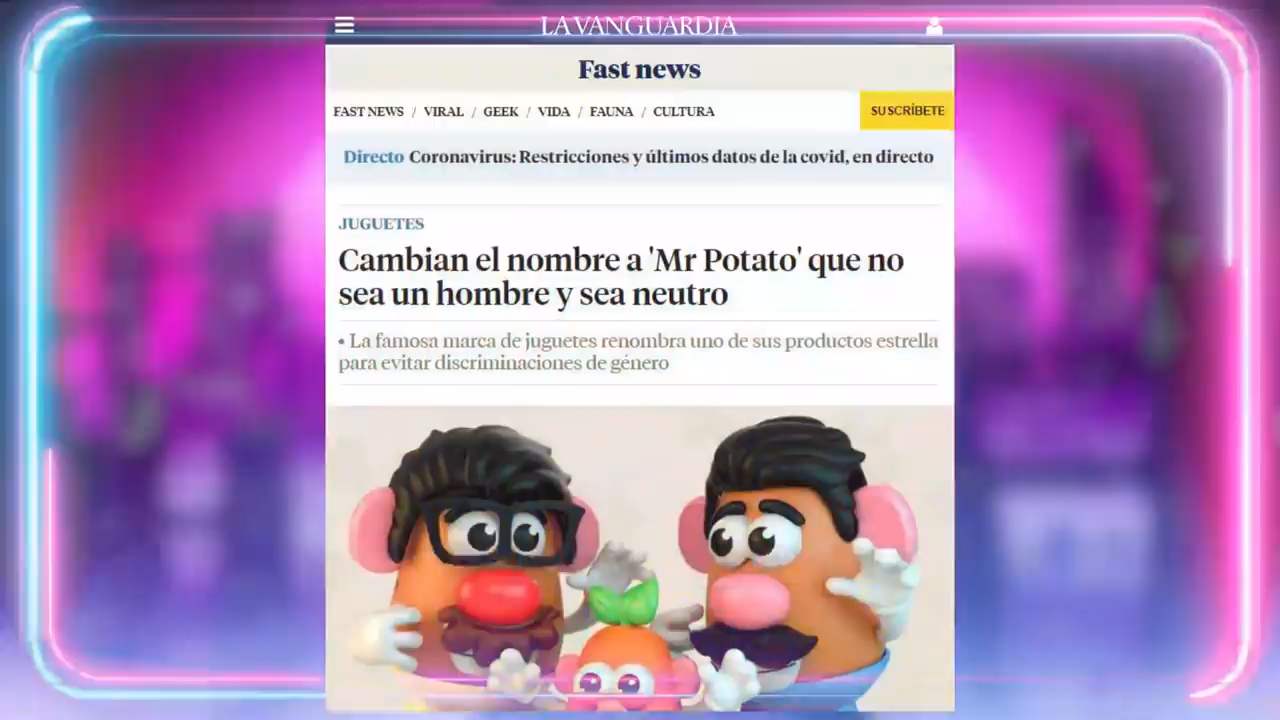 LA VANGUARDIA
Fast news
FAST NEWS / VIRAL / GEEK / VIDA / FAUNA / CULTURA
SUSCRÍBETE
Directo Coronavirus: Restricciones y últimos datos de la covid, en directo
JUGUETES
Cambian el nombre a 'Mr Potato' que no
sea un hombre y sea neutro
• La famosa marca de juguetes renombra uno de sus productos estrella
para evitar discriminaciones de género